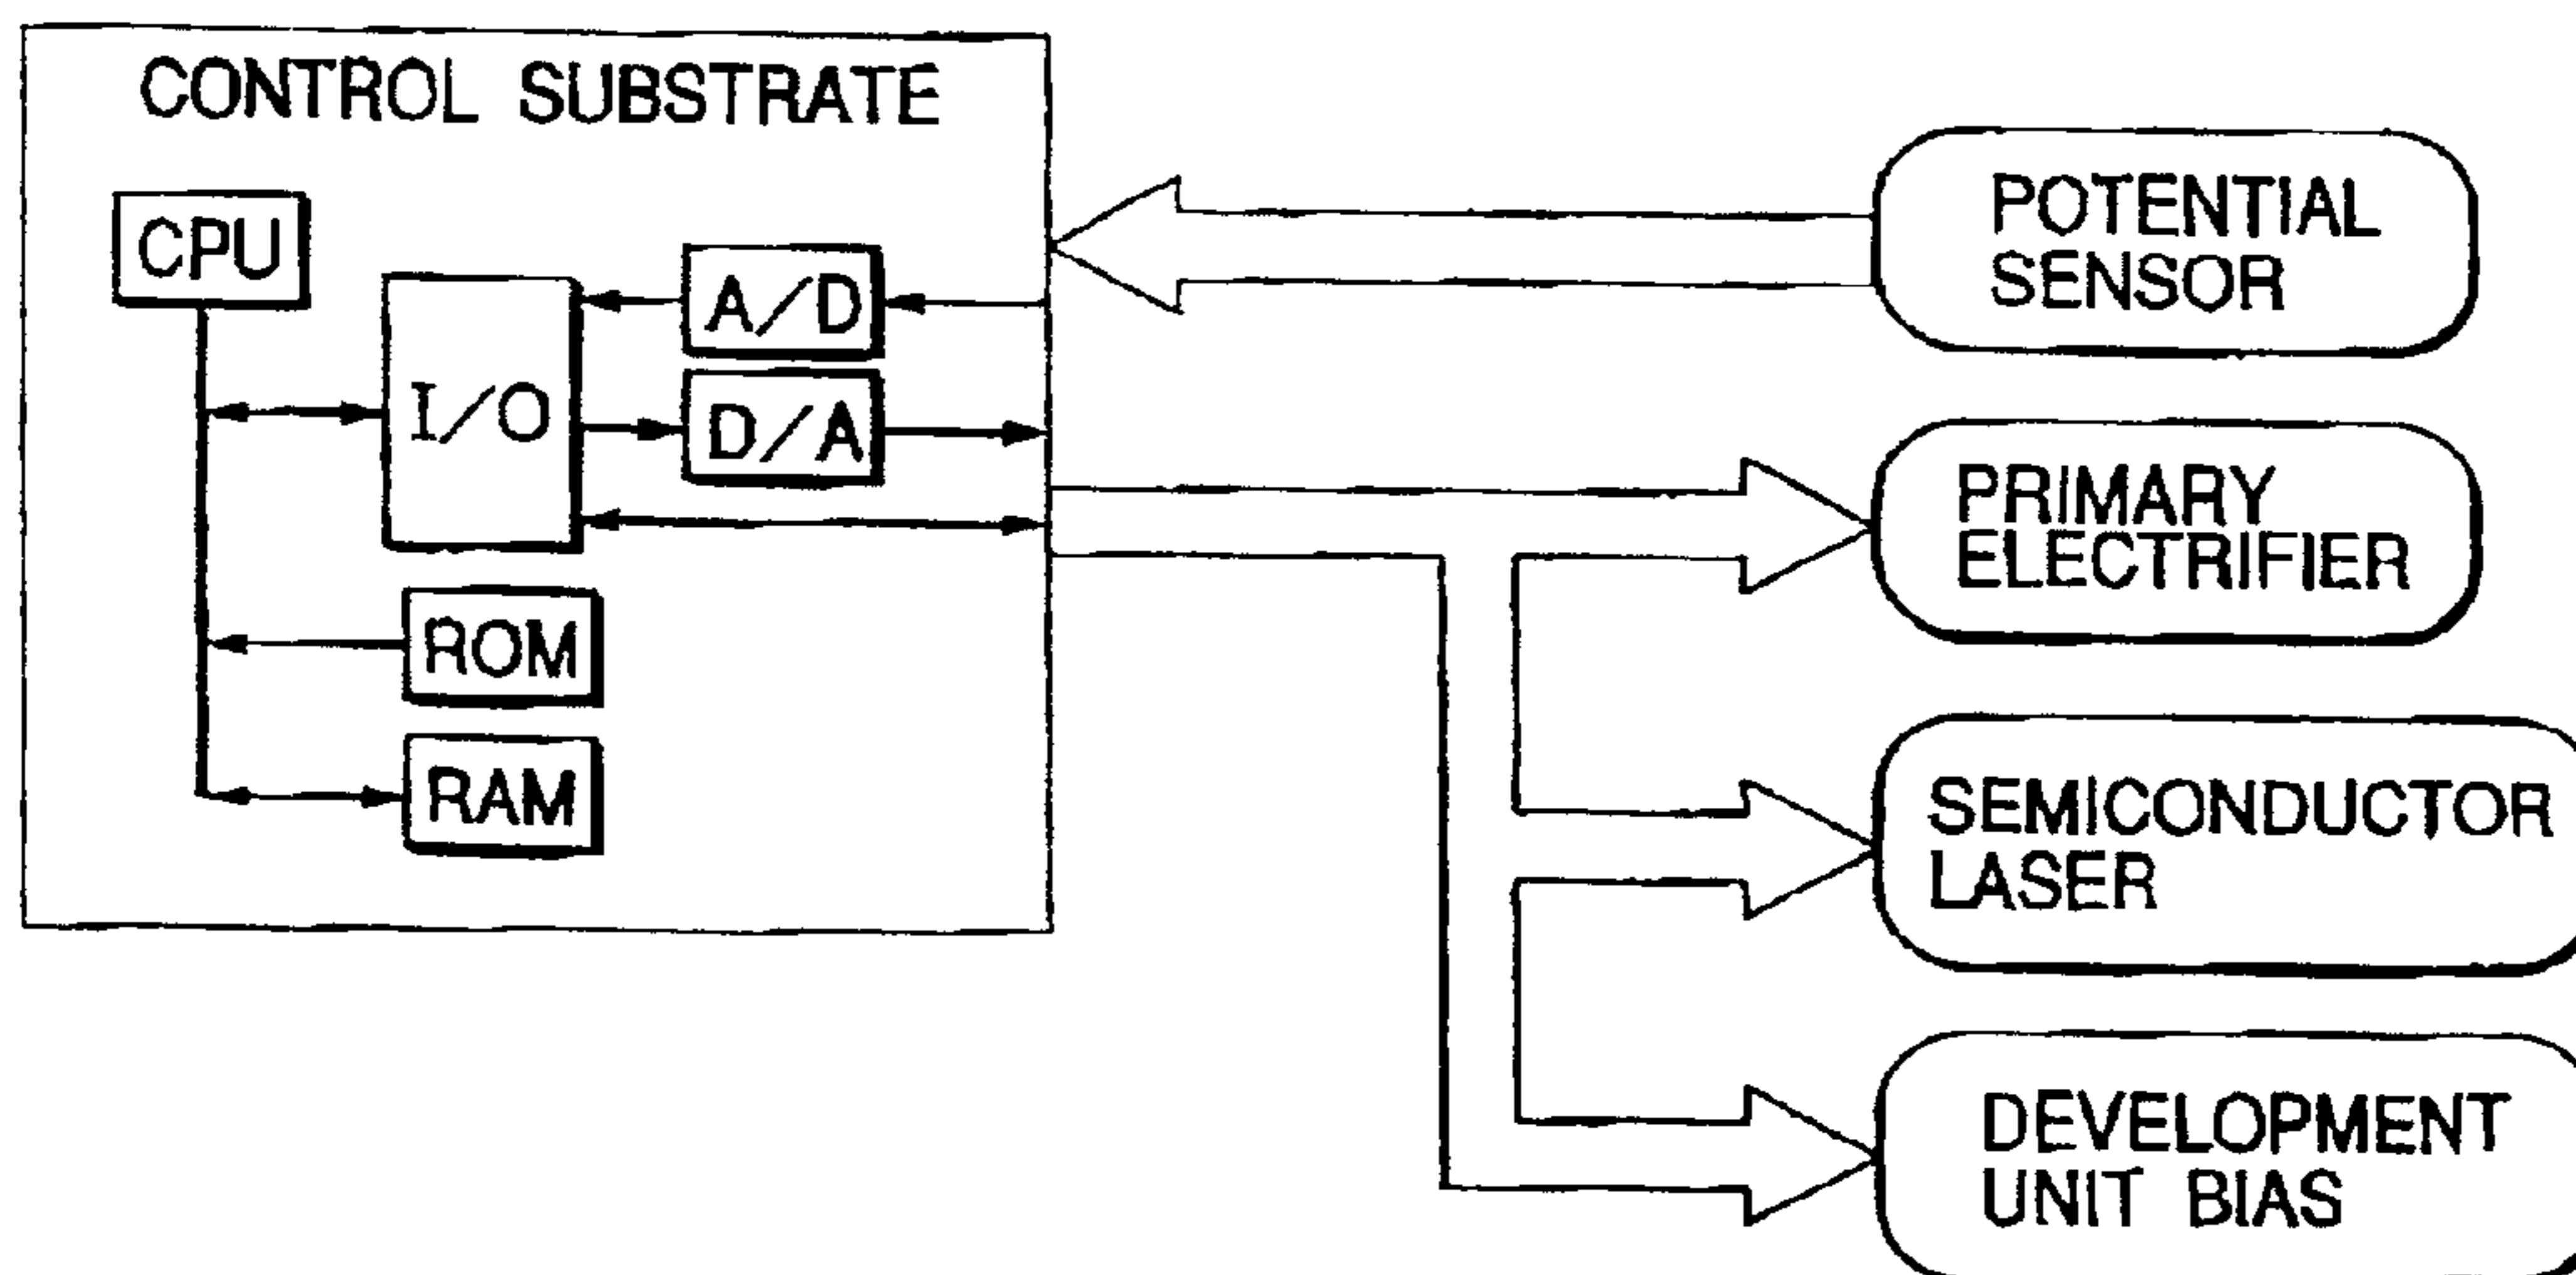 CONTROL SUBSTRATE
CPU
I/O
A/D
D/A
ROM
RAM
POTENTIAL
SENSOR
PRIMARY
ELECTRIFIER
SEMICONDUCTOR
LASER
DEVELOPMENT
UNIT BIAS